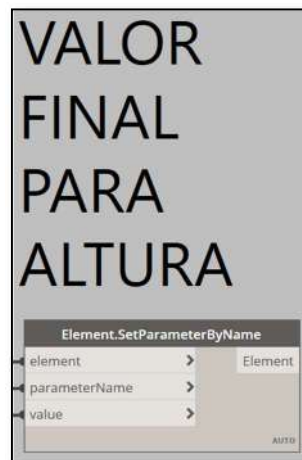 VALOR
FINAL
PARA
ALTURA
Element.SetParameterByName
element > Element
parameterName >
value >
AUTO